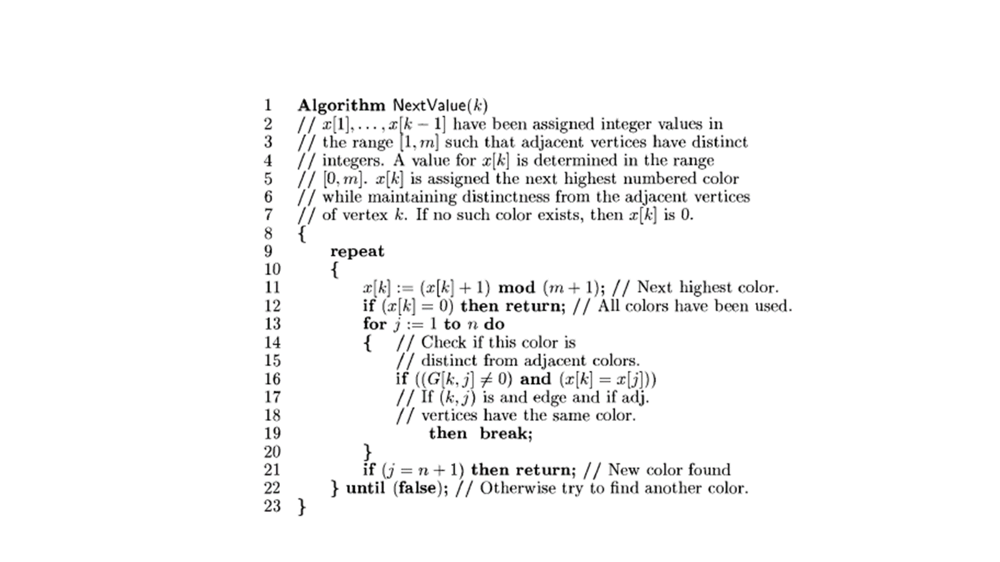 1 Algorithm NextValue(k)
2 // x[1], . . . , x[k − 1] have been assigned integer values in
3 // the range [1, m] such that adjacent vertices have distinct
4 // integers. A value for x[k] is determined in the range
5 // [0, m]. x[k] is assigned the next highest numbered color
6 // while maintaining distinctness from the adjacent vertices
7 // of vertex k. If no such color exists, then x[k] is 0.
8 {
9 repeat
10 {
11 x[k] := (x[k] + 1) mod (m + 1); // Next highest color.
12 if (x[k] = 0) then return; // All colors have been used.
13 for j := 1 to n do
14 { // Check if this color is
15 // distinct from adjacent colors.
16 if ((G[k, j] ≠ 0) and (x[k] = x[j]))
17 // If (k, j) is and edge and if adj.
18 // vertices have the same color.
19 then break;
20 }
21 if (j = n + 1) then return; // New color found
22 } until (false); // Otherwise try to find another color.
23 }